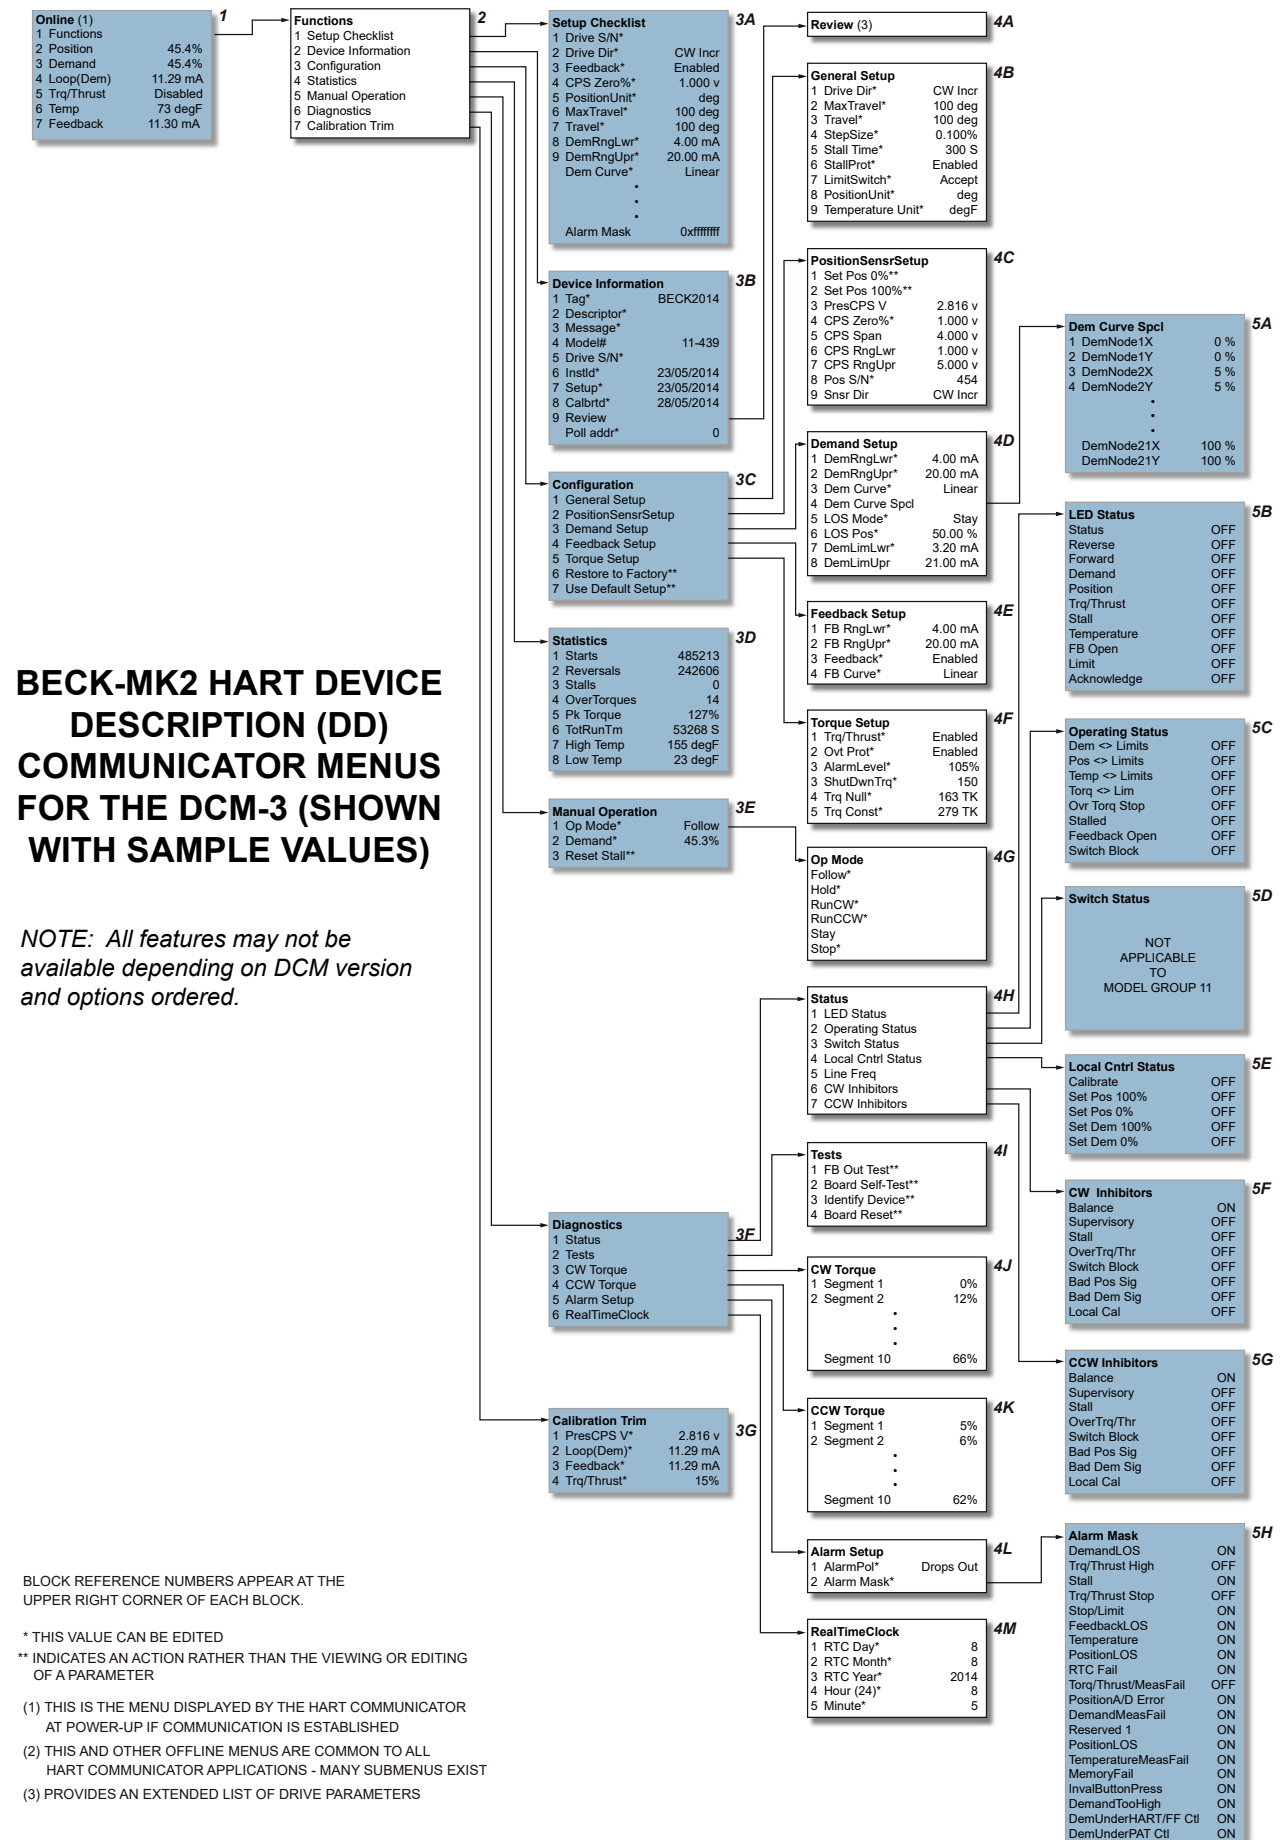 Online (1)
1 Functions
2 Position 45.4%
3 Demand 45.4%
4 Loop(Dem) 11.29 mA
5 Trq/Thrust Disabled
6 Temp 73 degF
7 Feedback 11.30 mA
1
Functions
1 Setup Checklist
2 Device Information
3 Configuration
4 Statistics
5 Manual Operation
6 Diagnostics
7 Calibration Trim
2
Setup Checklist
1 Drive S/N*
2 Drive Dir* CW Incr
3 Feedback* Enabled
4 CPS Zero%* 1.000 v
5 PositionUnit* deg
6 MaxTravel* 100 deg
7 Travel* 100 deg
8 DemRngLwr* 4.00 mA
9 DemRngUpr* 20.00 mA
Dem Curve* Linear
•
•
•
Alarm Mask 0xffffffff
3A
Device Information
1 Tag* BECK2014
2 Descriptor*
3 Message*
4 Model# 11-439
5 Drive S/N*
6 Instld* 23/05/2014
7 Setup* 23/05/2014
8 Calbrtd* 28/05/2014
9 Review
Poll addr* 0
3B
Configuration
1 General Setup
2 PositionSensrSetup
3 Demand Setup
4 Feedback Setup
5 Torque Setup
6 Restore to Factory**
7 Use Default Setup**
3C
Statistics
1 Starts 485213
2 Reversals 242606
3 Stalls 0
4 OverTorques 14
5 Pk Torque 127%
6 TotRunTm 53268 S
7 High Temp 155 degF
8 Low Temp 23 degF
3D
Manual Operation
1 Op Mode* Follow
2 Demand* 45.3%
3 Reset Stall**
3E
Diagnostics
1 Status
2 Tests
3 CW Torque
4 CCW Torque
5 Alarm Setup
6 RealTimeClock
3F
Calibration Trim
1 PresCPS V* 2.816 v
2 Loop(Dem)* 11.29 mA
3 Feedback* 11.29 mA
4 Trq/Thrust* 15%
3G
Review (3)
4A
General Setup
1 Drive Dir* CW Incr
2 MaxTravel* 100 deg
3 Travel* 100 deg
4 StepSize* 0.100%
5 Stall Time* 300 S
6 StallProt* Enabled
7 LimitSwitch* Accept
8 PositionUnit* deg
9 Temperature Unit* degF
4B
PositionSensrSetup
1 Set Pos 0%**
2 Set Pos 100%**
3 PresCPS V 2.816 v
4 CPS Zero%* 1.000 v
5 CPS Span 4.000 v
6 CPS RngLwr 1.000 v
7 CPS RngUpr 5.000 v
8 Pos S/N* 454
9 Snsr Dir CW Incr
4C
Demand Setup
1 DemRngLwr* 4.00 mA
2 DemRngUpr* 20.00 mA
3 Dem Curve* Linear
4 Dem Curve Spcl
5 LOS Mode* Stay
6 LOS Pos* 50.00 %
7 DemLimLwr* 3.20 mA
8 DemLimUpr 21.00 mA
4D
Feedback Setup
1 FB RngLwr* 4.00 mA
2 FB RngUpr* 20.00 mA
3 Feedback* Enabled
4 FB Curve* Linear
4E
Torque Setup
1 Trq/Thrust* Enabled
2 Ovt Prot* Enabled
3 AlarmLevel* 105%
3 ShutDwnTrq* 150
4 Trq Null* 163 TK
5 Trq Const* 279 TK
4F
Op Mode
Follow*
Hold*
RunCW*
RunCCW*
Stay
Stop*
4G
Status
1 LED Status
2 Operating Status
3 Switch Status
4 Local Cntrl Status
5 Line Freq
6 CW Inhibitors
7 CCW Inhibitors
4H
Tests
1 FB Out Test**
2 Board Self-Test**
3 Identify Device**
4 Board Reset**
4I
CW Torque
1 Segment 1 0%
2 Segment 2 12%
•
•
•
Segment 10 66%
4J
CCW Torque
1 Segment 1 5%
2 Segment 2 6%
•
•
•
Segment 10 62%
4K
Alarm Setup
1 AlarmPol* Drops Out
2 Alarm Mask*
4L
RealTimeClock
1 RTC Day* 8
2 RTC Month* 8
3 RTC Year* 2014
4 Hour (24)* 8
5 Minute* 5
4M
Dem Curve Spcl
1 DemNode1X 0 %
2 DemNode1Y 0 %
3 DemNode2X 5 %
4 DemNode2Y 5 %
•
•
•
DemNode21X 100 %
DemNode21Y 100 %
5A
LED Status
Status OFF
Reverse OFF
Forward OFF
Demand OFF
Position OFF
Trq/Thrust OFF
Stall OFF
Temperature OFF
FB Open OFF
Limit OFF
Acknowledge OFF
5B
Operating Status
Dem <> Limits OFF
Pos <> Limits OFF
Temp <> Limits OFF
Torq <> Lim OFF
Ovr Torq Stop OFF
Stalled OFF
Feedback Open OFF
Switch Block OFF
5C
Switch Status
NOT
APPLICABLE
TO
MODEL GROUP 11
5D
Local Cntrl Status
Calibrate OFF
Set Pos 100% OFF
Set Pos 0% OFF
Set Dem 100% OFF
Set Dem 0% OFF
5E
CW Inhibitors
Balance ON
Supervisory OFF
Stall OFF
OverTrq/Thr OFF
Switch Block OFF
Bad Pos Sig OFF
Bad Dem Sig OFF
Local Cal OFF
5F
CCW Inhibitors
Balance ON
Supervisory OFF
Stall OFF
OverTrq/Thr OFF
Switch Block OFF
Bad Pos Sig OFF
Bad Dem Sig OFF
Local Cal OFF
5G
Alarm Mask
DemandLOS ON
Trq/Thrust High OFF
Stall ON
Trq/Thrust Stop OFF
Stop/Limit ON
FeedbackLOS ON
Temperature ON
PositionLOS ON
RTC Fail ON
Torq/Thrust/MeasFail OFF
PositionA/D Error ON
DemandMeasFail ON
Reserved 1 ON
PositionLOS ON
TemperatureMeasFail ON
MemoryFail ON
InvalButtonPress ON
DemandTooHigh ON
DemUnderHART/FF Ctl ON
DemUnderPAT Ctl ON
5H
BECK-MK2 HART DEVICE
DESCRIPTION (DD)
COMMUNICATOR MENUS
FOR THE DCM-3 (SHOWN
WITH SAMPLE VALUES)
NOTE: All features may not be
available depending on DCM version
and options ordered.
BLOCK REFERENCE NUMBERS APPEAR AT THE
UPPER RIGHT CORNER OF EACH BLOCK.
* THIS VALUE CAN BE EDITED
** INDICATES AN ACTION RATHER THAN THE VIEWING OR EDITING
OF A PARAMETER
(1) THIS IS THE MENU DISPLAYED BY THE HART COMMUNICATOR
AT POWER-UP IF COMMUNICATION IS ESTABLISHED
(2) THIS AND OTHER OFFLINE MENUS ARE COMMON TO ALL
HART COMMUNICATOR APPLICATIONS - MANY SUBMENUS EXIST
(3) PROVIDES AN EXTENDED LIST OF DRIVE PARAMETERS